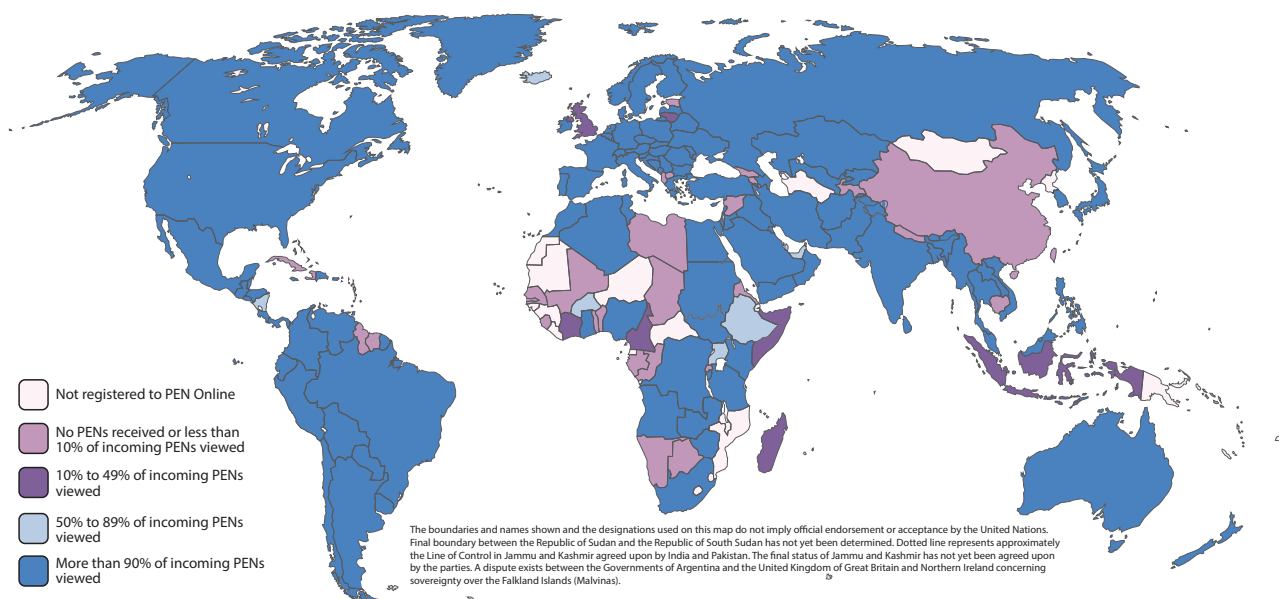 Not registered to PEN Online
No PENs received or less than
10% of incoming PENs viewed
10% to 49% of incoming PENs
viewed
50% to 89% of incoming PENs
viewed
More than 90% of incoming PENs
viewed
The boundaries and names shown and the designations used on this map do not imply official endorsement or acceptance by the United Nations.
Final boundary between the Republic of Sudan and the Republic of South Sudan has not yet been determined. Dotted line represents approximately
the Line of Control in Jammu and Kashmir agreed upon by India and Pakistan. The final status of Jammu and Kashmir has not yet been agreed upon
by the parties. A dispute exists between the Governments of Argentina and the United Kingdom of Great Britain and Northern Ireland concerning
sovereignty over the Falkland Islands (Malvinas).